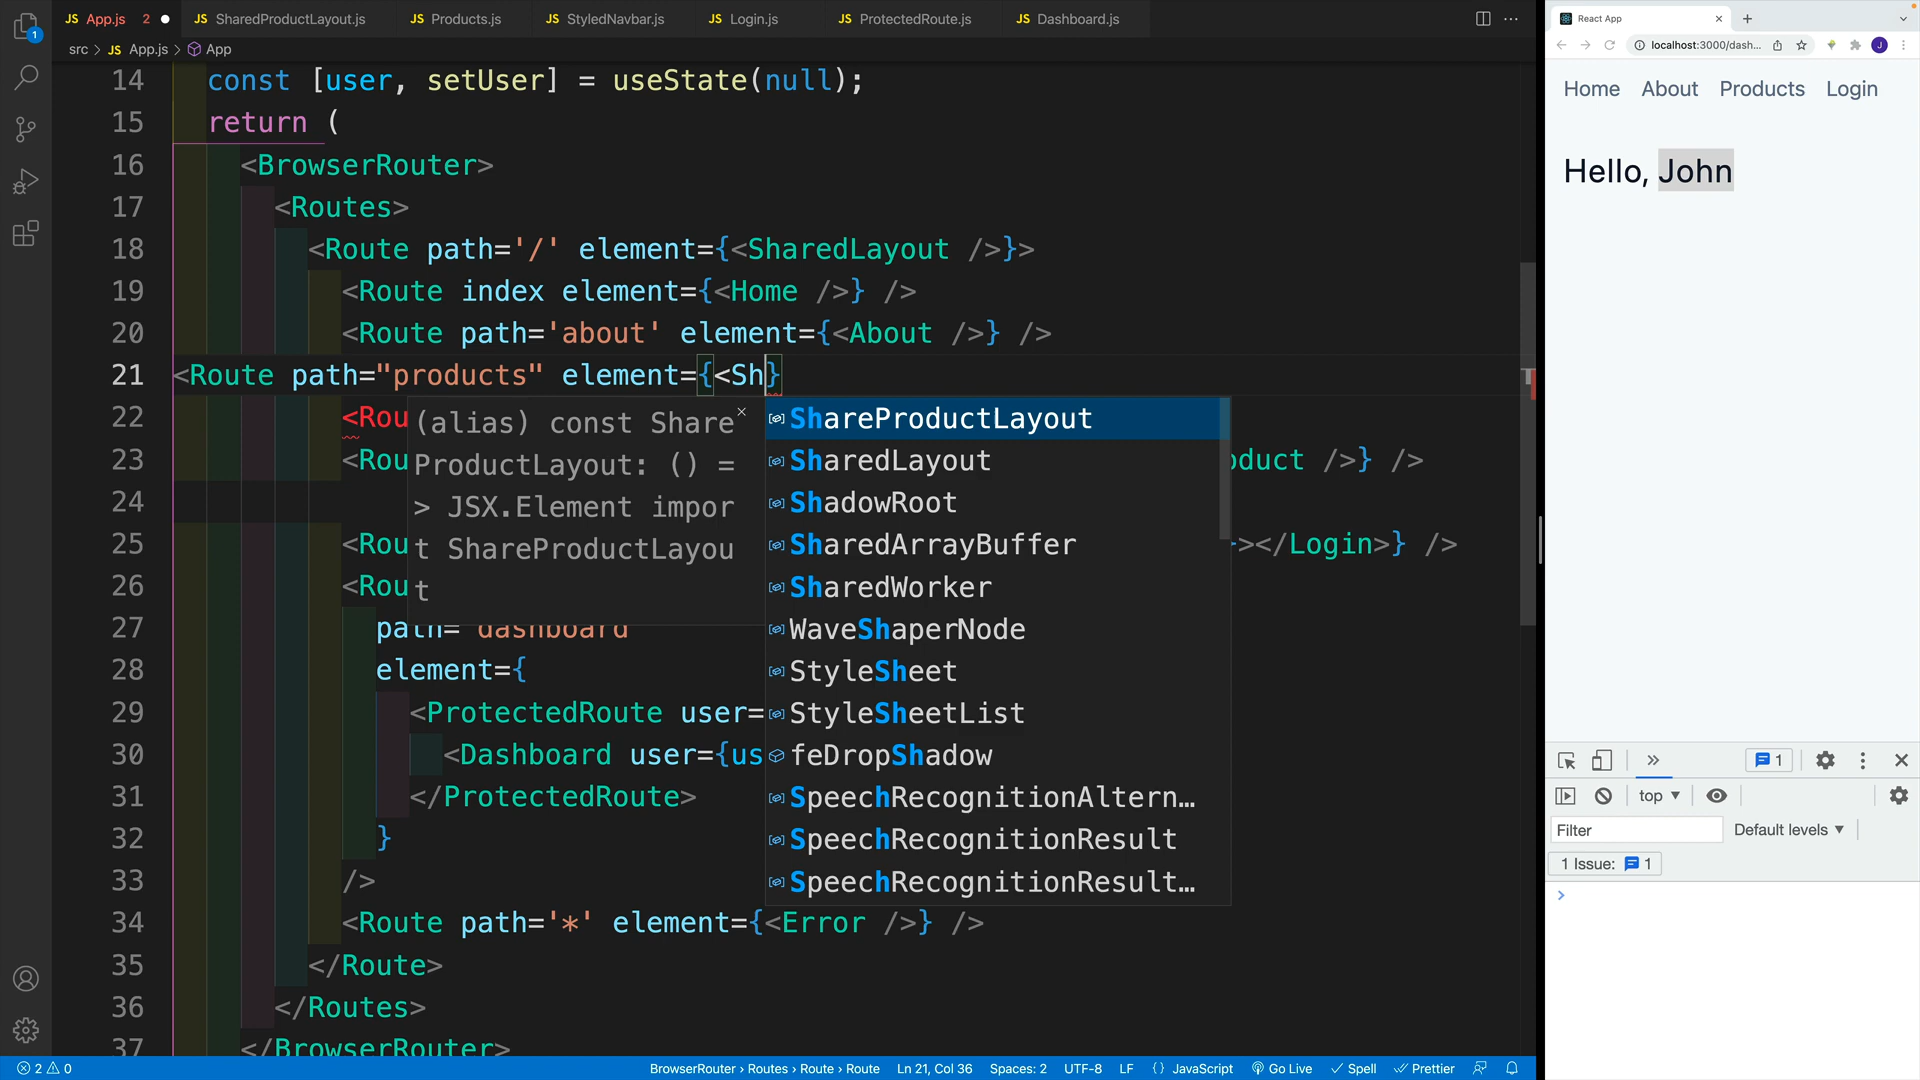 JS App.js 2
JS SharedProductLayout.js
JS Products.js
JS StyledNavbar.js
JS Login.js
JS ProtectedRoute.js
JS Dashboard.js
src > JS App.js > App
1
14 const [user, setUser] = useState(null);
15 return (
16 <BrowserRouter>
17 <Routes>
18 <Route path='/' element={<SharedLayout />}>
19 <Route index element={<Home />} />
20 <Route path='about' element={<About />} />
21 <Route path="products" element={<Sh}
22 <Rou
23 <Rou oduct />} />
24
25 <Rou ></Login>} />
26 <Rou
27 path= dashboard
28 element={
29 <ProtectedRoute user=
30 <Dashboard user={us
31 </ProtectedRoute>
32 }
33 />
34 <Route path='*' element={<Error />} />
35 </Route>
36 </Routes>
37 </BrowserRouter>
(alias) const Share
ProductLayout: () =
> JSX.Element impor
t ShareProductLayou
t
ShareProductLayout
SharedLayout
ShadowRoot
SharedArrayBuffer
SharedWorker
WaveShaperNode
StyleSheet
StyleSheetList
feDropShadow
SpeechRecognitionAltern…
SpeechRecognitionResult
SpeechRecognitionResult…
2 0
BrowserRouter > Routes > Route > Route
Ln 21, Col 36
Spaces: 2
UTF-8
LF
{ } JavaScript
Go Live
Spell
Prettier
React App
localhost:3000/dash...
J
Home About Products Login
Hello, John
1
top
Filter
Default levels
1 Issue: 1